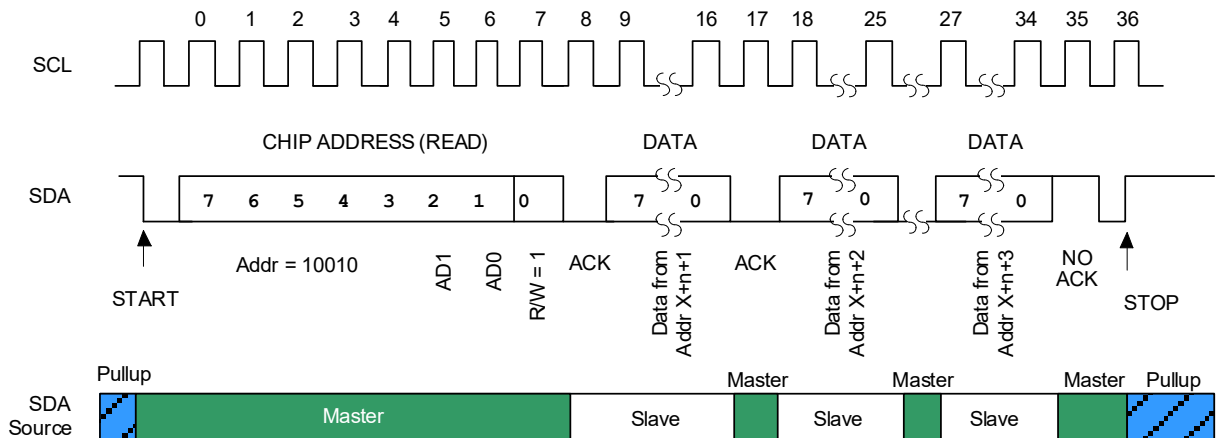 0 1 2 3 4 5 6 7 8 9 16 17 18 25 27 34 35 36
SCL
CHIP ADDRESS (READ) DATA DATA DATA
SDA 7 6 5 4 3 2 1 0 7 0 7 0 7 0
START
Addr = 10010
AD1
AD0
R/W = 1
ACK
Data from
Addr X+n+1
ACK
Data from
Addr X+n+2
Data from
Addr X+n+3
NO
ACK
STOP
Pullup Master Master Master Pullup
SDA
Source
Master Slave Slave Slave